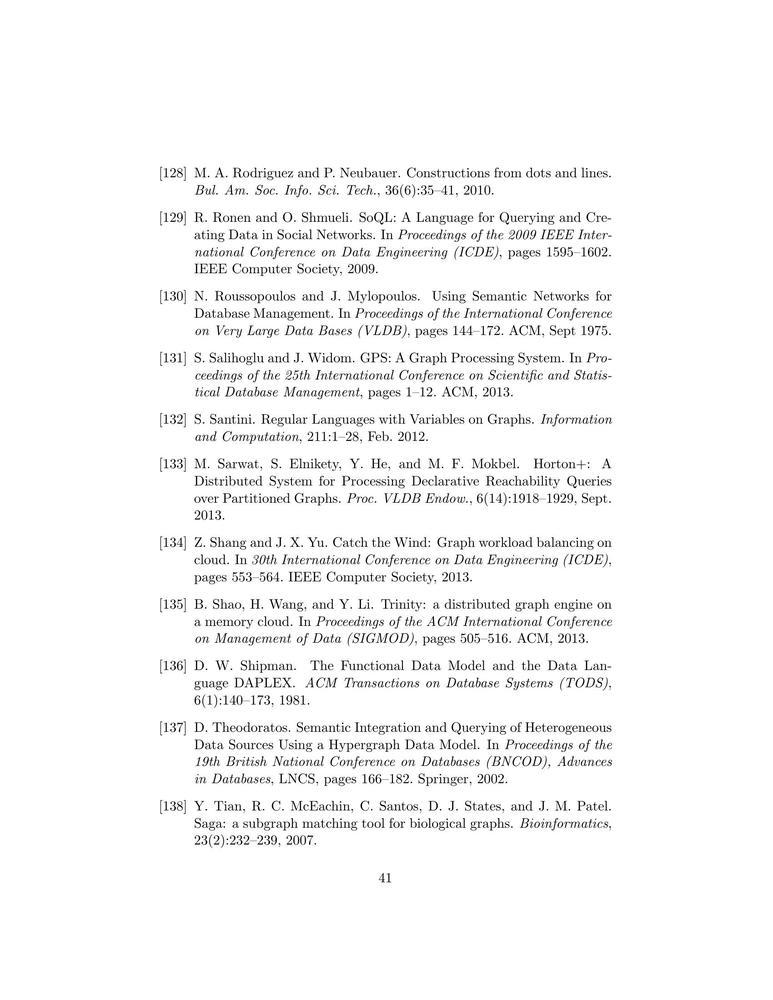 [128] M. A. Rodriguez and P. Neubauer. Constructions from dots and lines.
Bul. Am. Soc. Info. Sci. Tech., 36(6):35–41, 2010.
[129] R. Ronen and O. Shmueli. SoQL: A Language for Querying and Cre-
ating Data in Social Networks. In Proceedings of the 2009 IEEE Inter-
national Conference on Data Engineering (ICDE), pages 1595–1602.
IEEE Computer Society, 2009.
[130] N. Roussopoulos and J. Mylopoulos. Using Semantic Networks for
Database Management. In Proceedings of the International Conference
on Very Large Data Bases (VLDB), pages 144–172. ACM, Sept 1975.
[131] S. Salihoglu and J. Widom. GPS: A Graph Processing System. In Pro-
ceedings of the 25th International Conference on Scientific and Statis-
tical Database Management, pages 1–12. ACM, 2013.
[132] S. Santini. Regular Languages with Variables on Graphs. Information
and Computation, 211:1–28, Feb. 2012.
[133] M. Sarwat, S. Elnikety, Y. He, and M. F. Mokbel. Horton+: A
Distributed System for Processing Declarative Reachability Queries
over Partitioned Graphs. Proc. VLDB Endow., 6(14):1918–1929, Sept.
2013.
[134] Z. Shang and J. X. Yu. Catch the Wind: Graph workload balancing on
cloud. In 30th International Conference on Data Engineering (ICDE),
pages 553–564. IEEE Computer Society, 2013.
[135] B. Shao, H. Wang, and Y. Li. Trinity: a distributed graph engine on
a memory cloud. In Proceedings of the ACM International Conference
on Management of Data (SIGMOD), pages 505–516. ACM, 2013.
[136] D. W. Shipman. The Functional Data Model and the Data Lan-
guage DAPLEX. ACM Transactions on Database Systems (TODS),
6(1):140–173, 1981.
[137] D. Theodoratos. Semantic Integration and Querying of Heterogeneous
Data Sources Using a Hypergraph Data Model. In Proceedings of the
19th British National Conference on Databases (BNCOD), Advances
in Databases, LNCS, pages 166–182. Springer, 2002.
[138] Y. Tian, R. C. McEachin, C. Santos, D. J. States, and J. M. Patel.
Saga: a subgraph matching tool for biological graphs. Bioinformatics,
23(2):232–239, 2007.
41